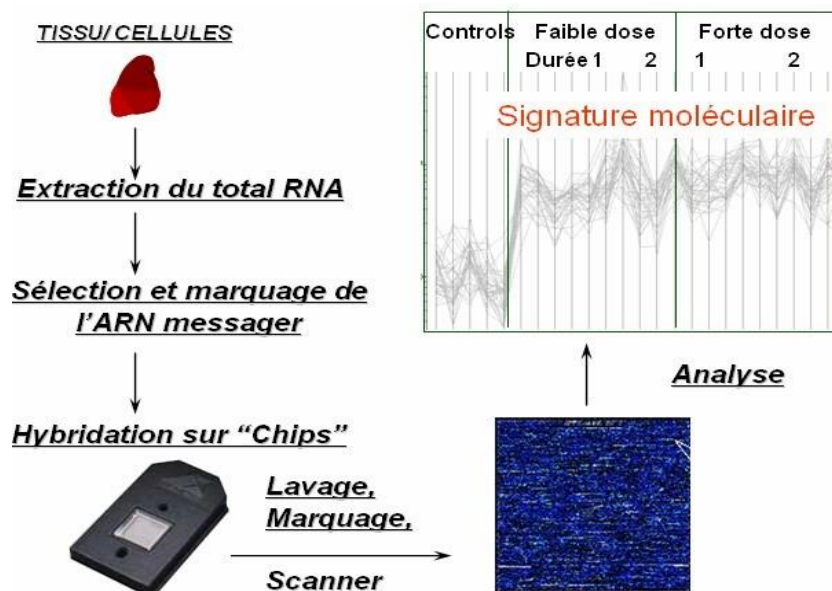 TISSU/ CELLULES
Extraction du total RNA
Sélection et marquage de
l’ARN messager
Hybridation sur “Chips”
Lavage,
Marquage,
Scanner
Analyse
Controls Faible dose Forte dose
Durée 1 2 1 2
Signature moléculaire